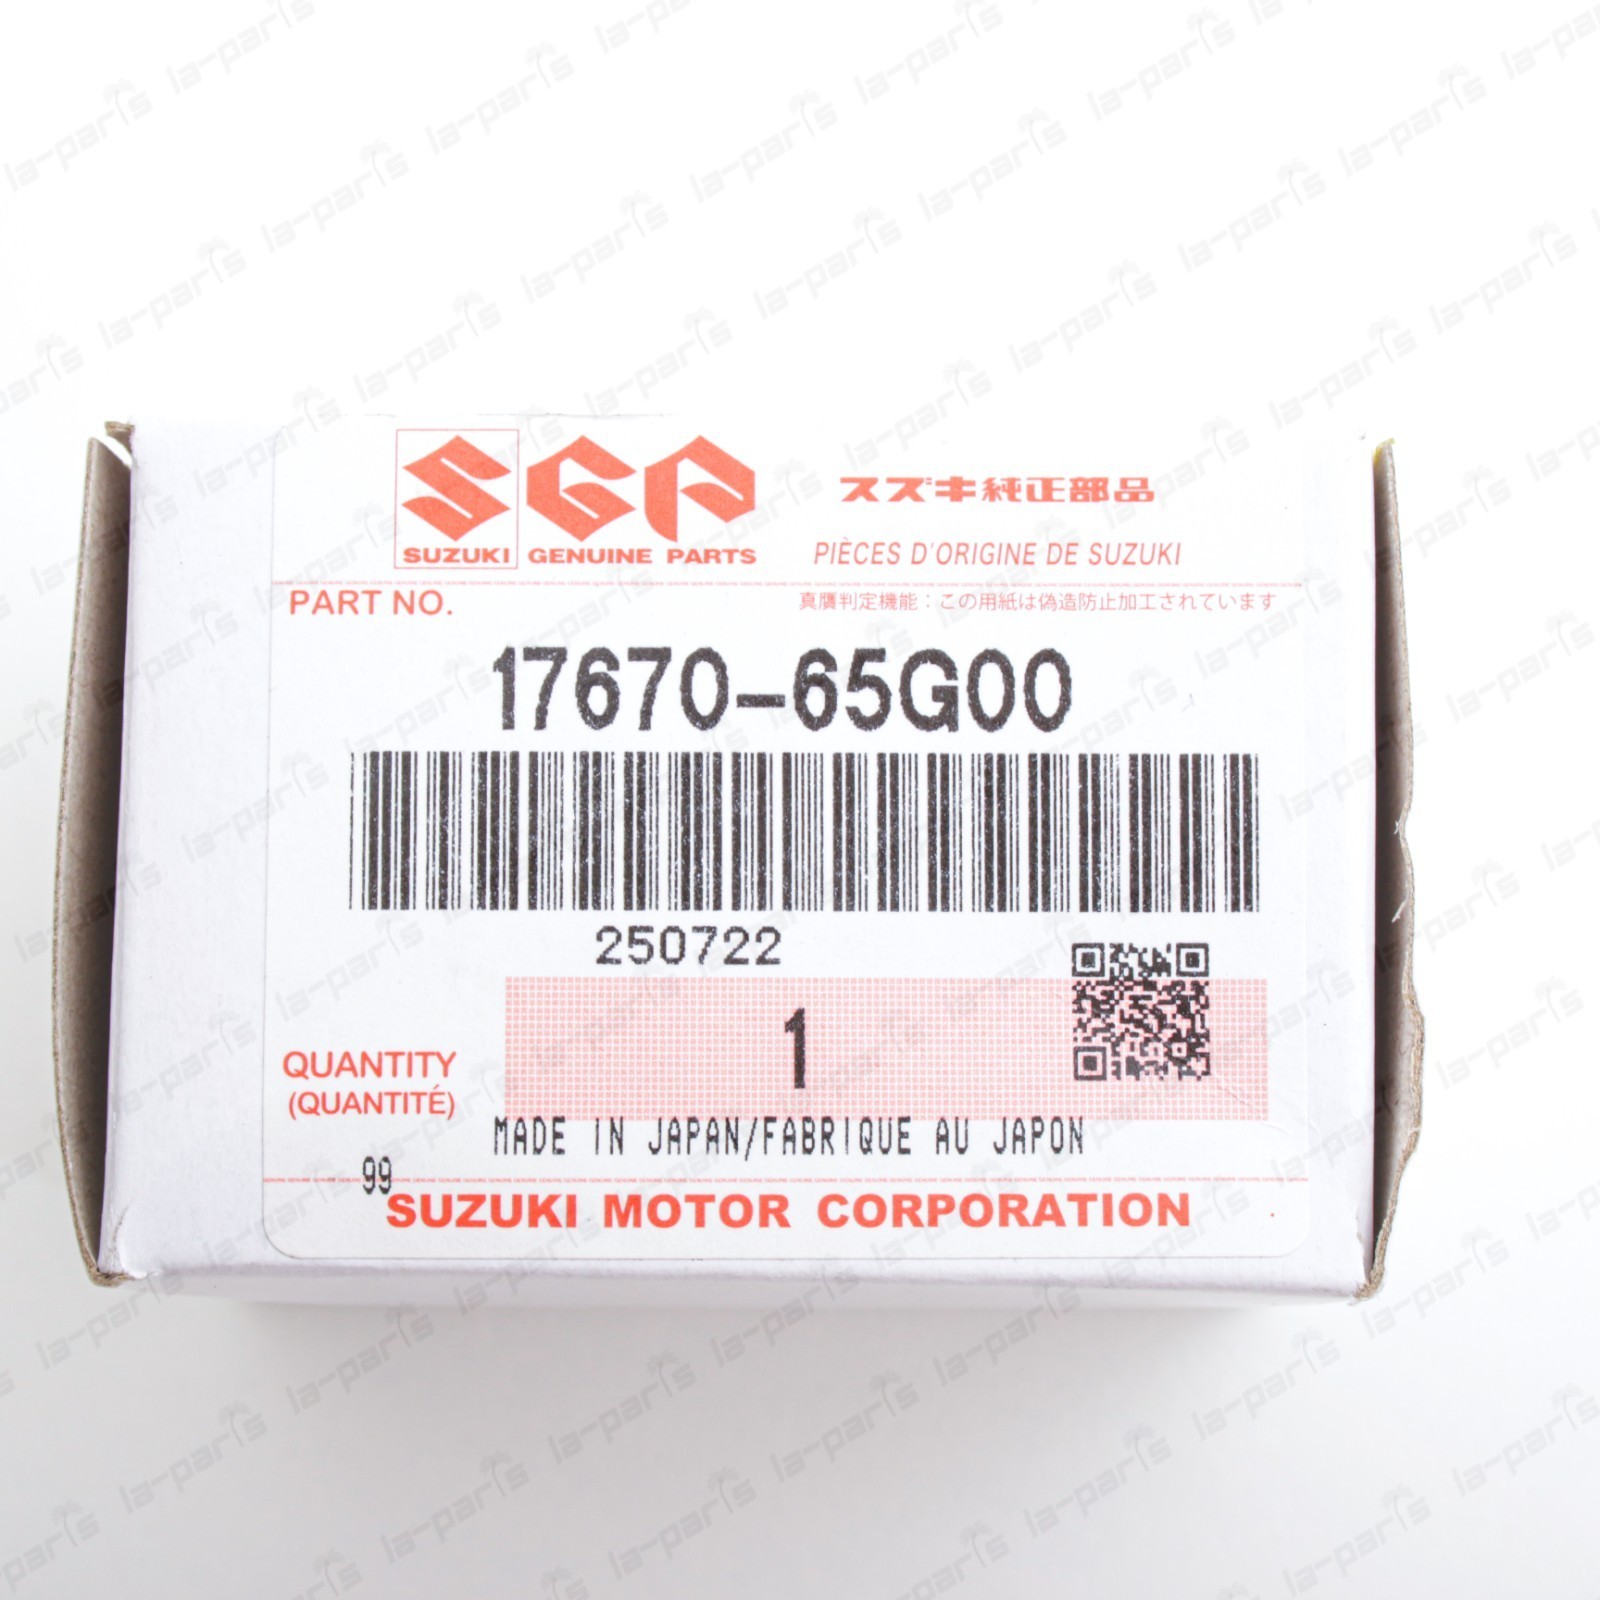 SGP
スズキ純正部品
SUZUKI GENUINE PARTS
PIÈCES D'ORIGINE DE SUZUKI
PART NO.
真贋判定機能：この用紙は偽造防止加工されています
17670-65G00
250722
1
QUANTITY
(QUANTITÉ)
MADE IN JAPAN/FABRIQUE AU JAPON
99
SUZUKI MOTOR CORPORATION
la-parts